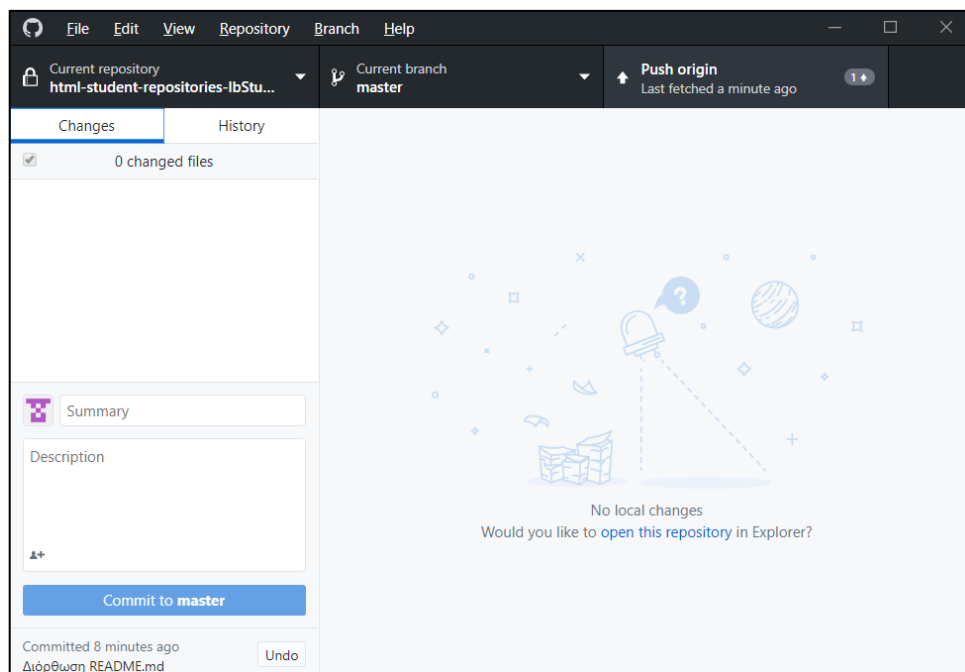 File Edit View Repository Branch Help
Current repository
html-student-repositories-lbStu...
Current branch
master
Push origin
Last fetched a minute ago
1
Changes History
0 changed files
?
Summary
Description
Commit to master
Committed 8 minutes ago
Διόρθωση README.md
Undo
No local changes
Would you like to open this repository in Explorer?